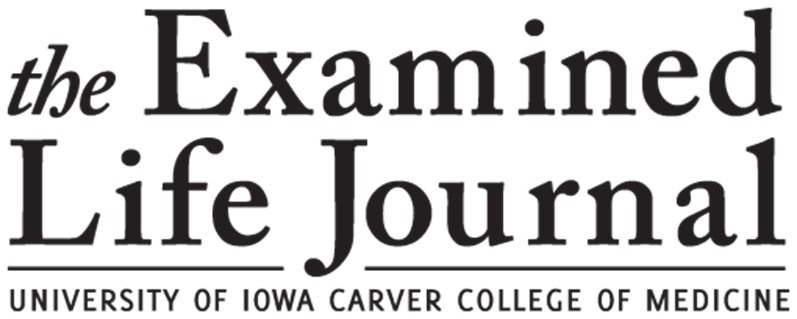 the Examined
Life Journal
UNIVERSITY OF IOWA CARVER COLLEGE OF MEDICINE